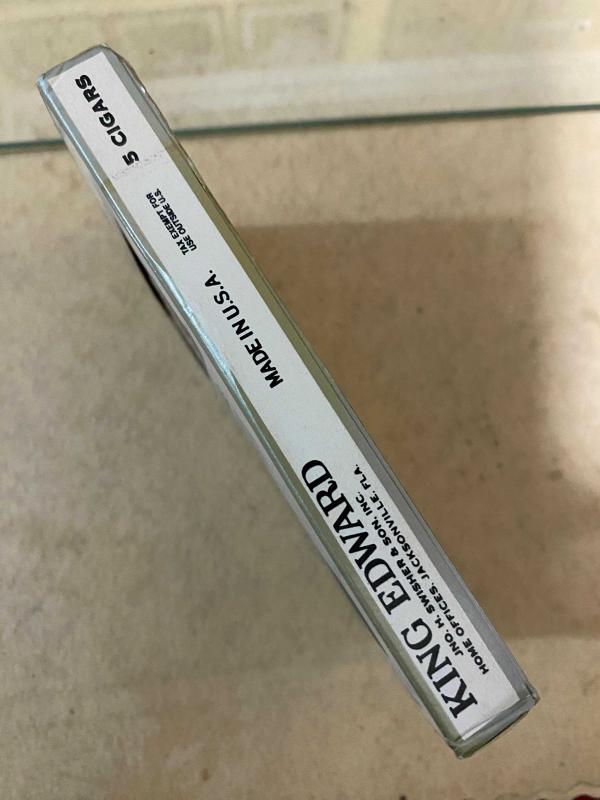 KING EDWARD
JNO. H. SWISHER & SON, INC.
HOME OFFICES, JACKSONVILLE, FLA.
MADE IN U.S.A.
TAX EXEMPT FOR
USE OUTSIDE U.S.
5 CIGARS